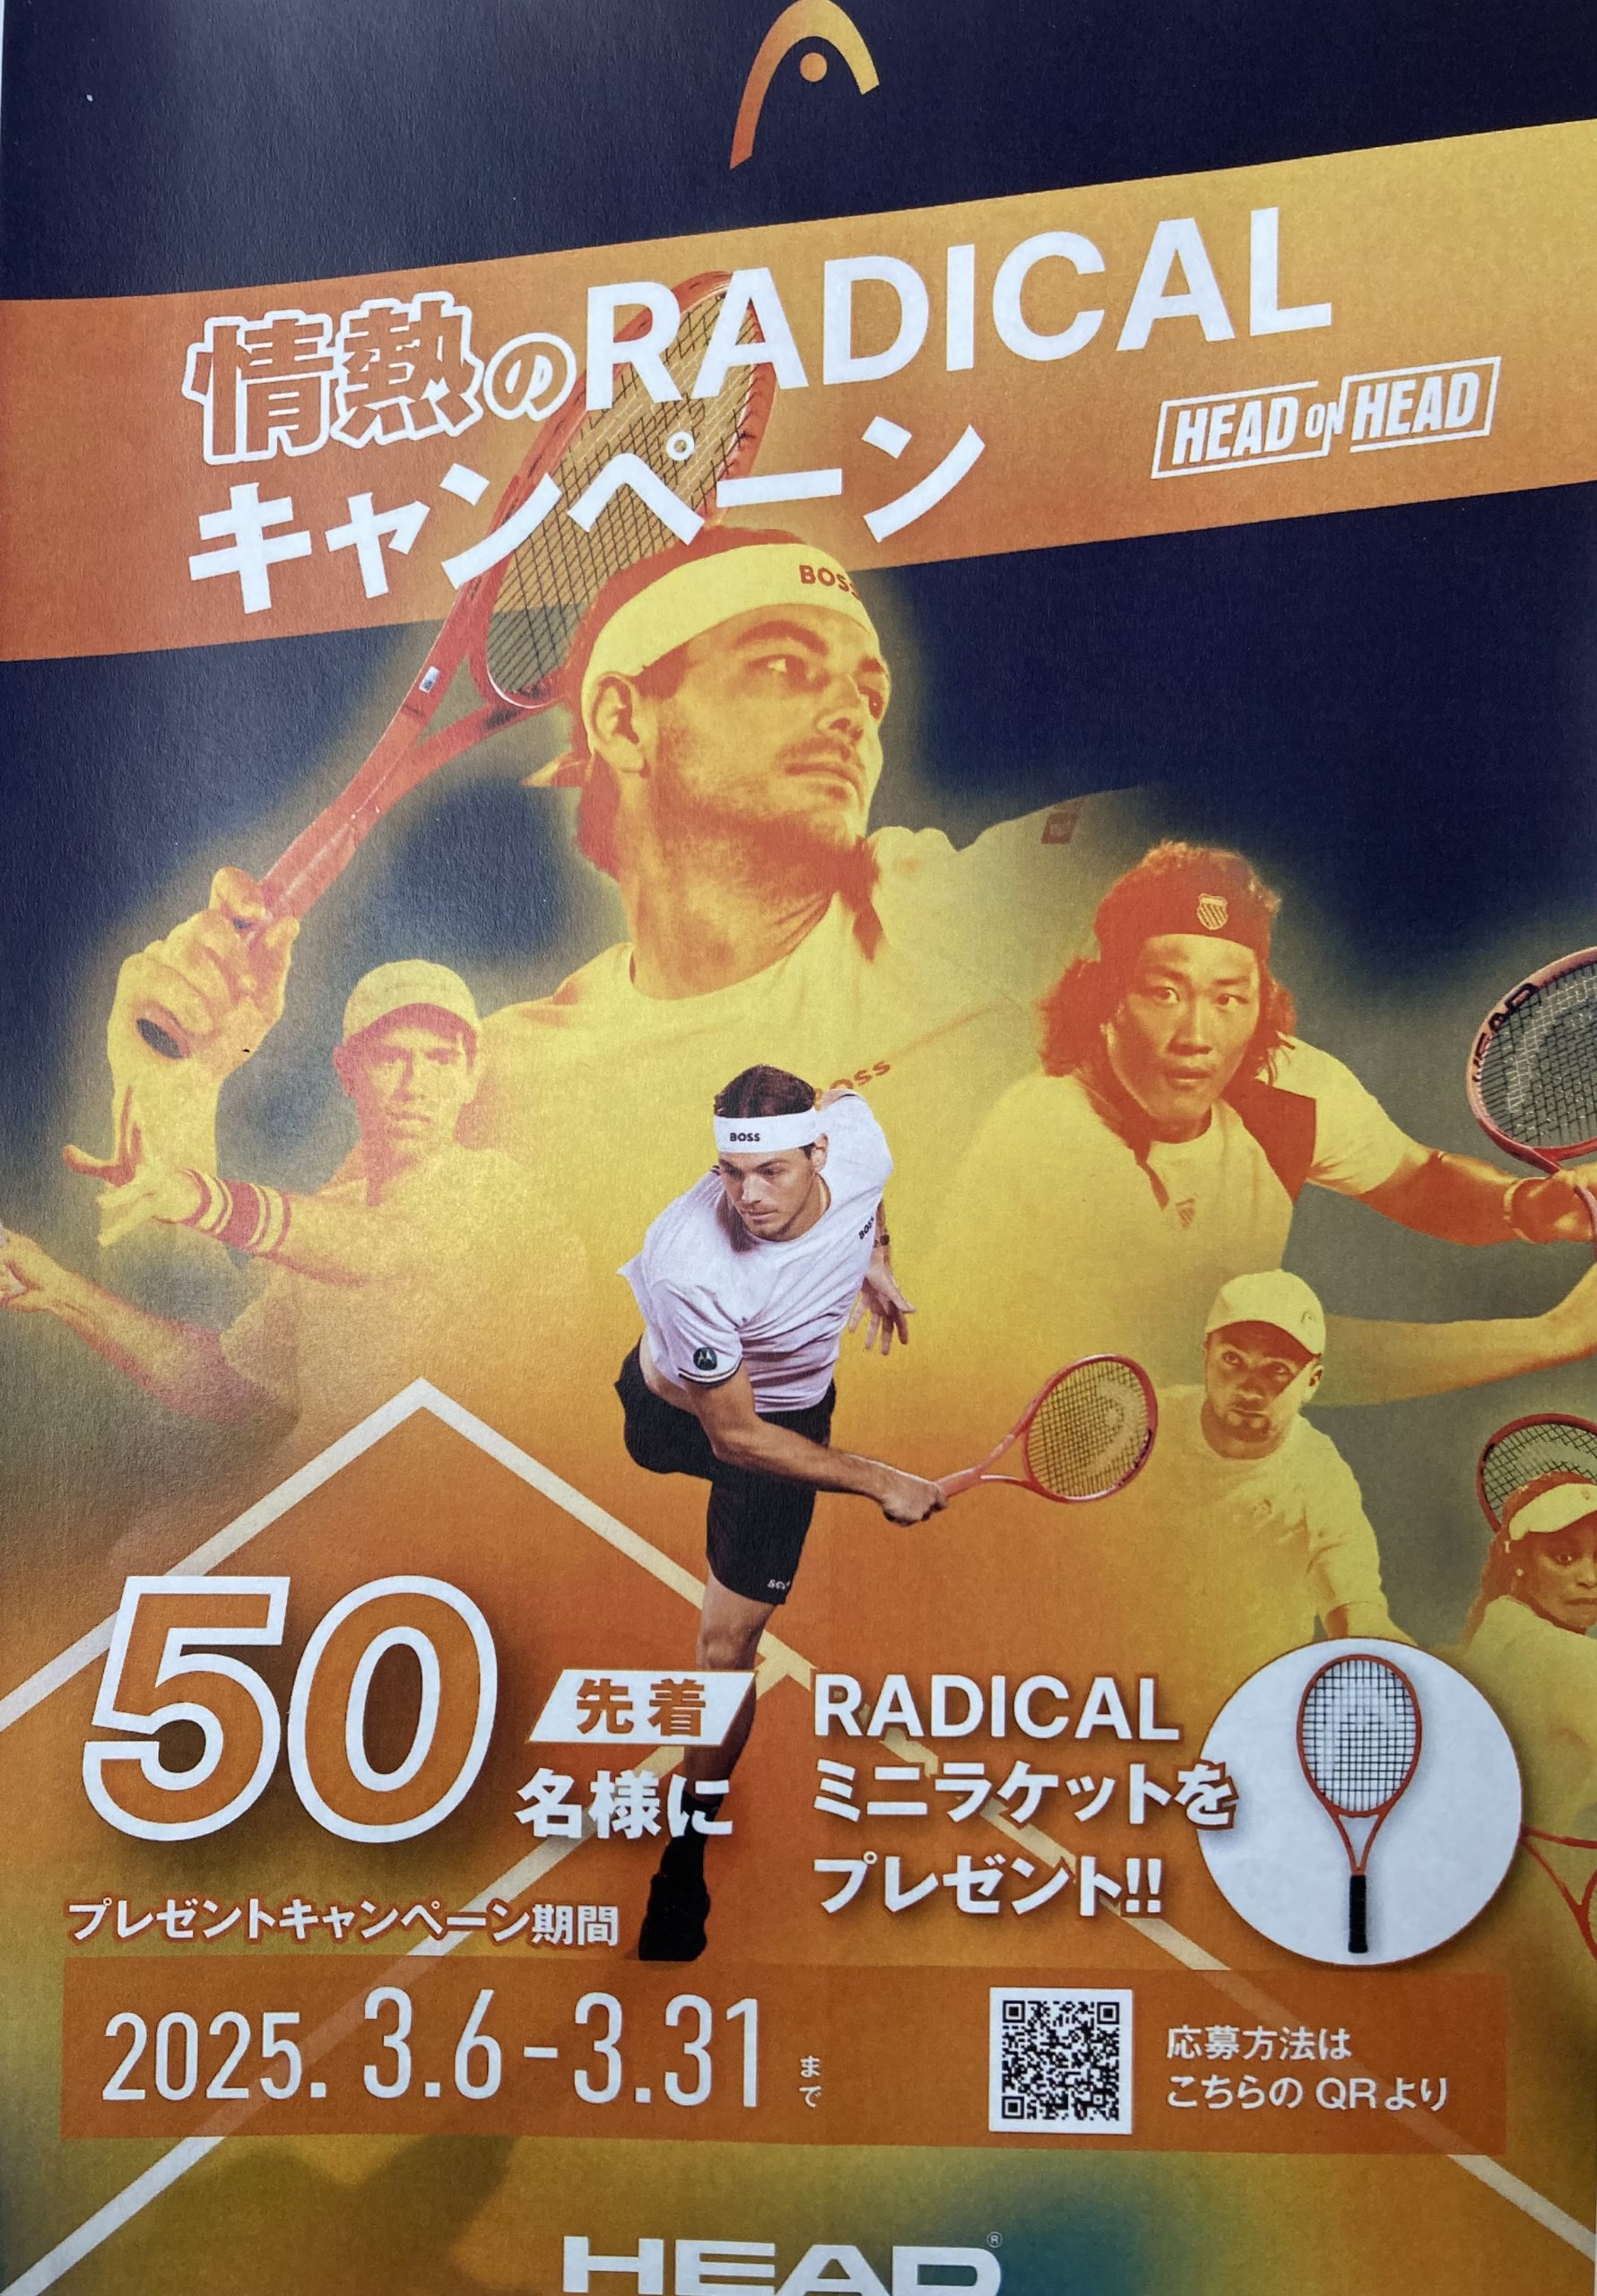 情熱のRADICAL
キャンペーン
HEAD ON HEAD
BOSS
BOSS
BOSS
BOSS
HEAD
50
先着
名様に
RADICAL
ミニラケットを
プレゼント!!
プレゼントキャンペーン期間
2025. 3.6-3.31 まで
応募方法は
こちらの QRより
HEAD®